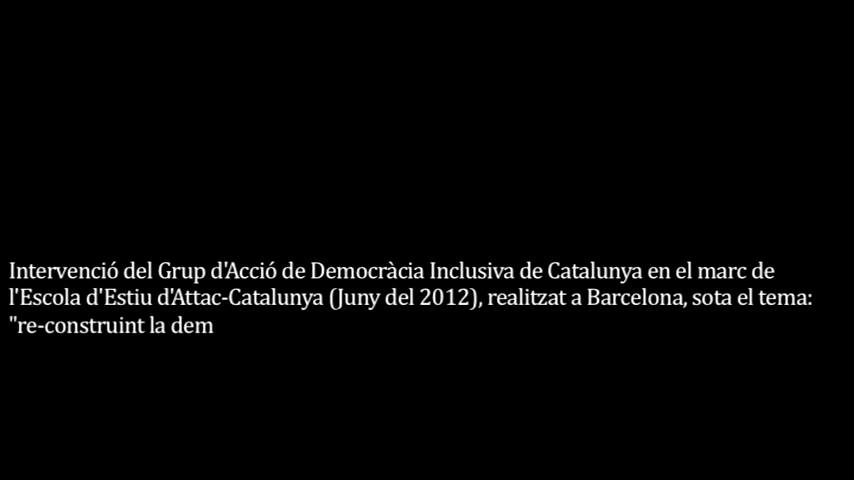 Intervenció del Grup d'Acció de Democràcia Inclusiva de Catalunya en el marc de
l'Escola d'Estiu d'Attac-Catalunya (Juny del 2012), realitzat a Barcelona, sota el tema:
"re-construint la dem